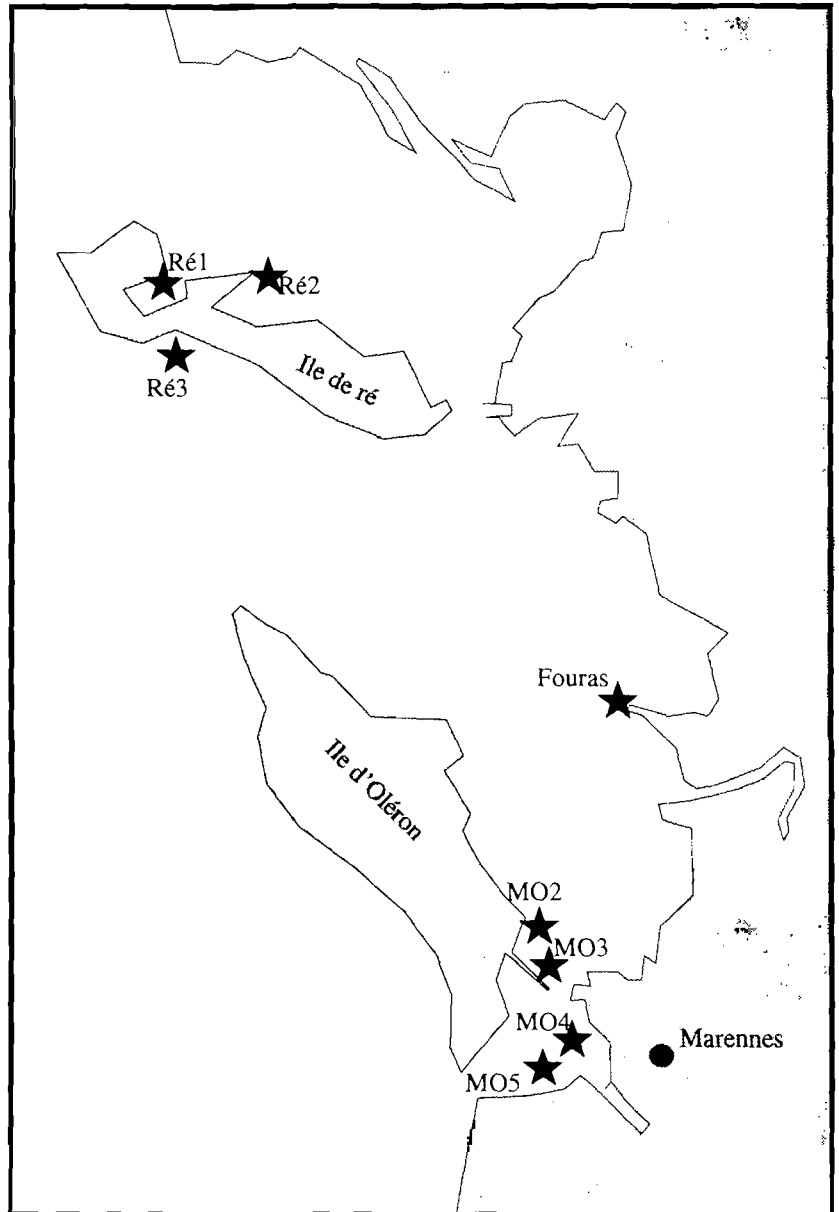 Ré1
Ré2
Ré3
Ile de ré
Fouras
Ile d'Oléron
MO2
MO3
MO4
Marennes
MO5